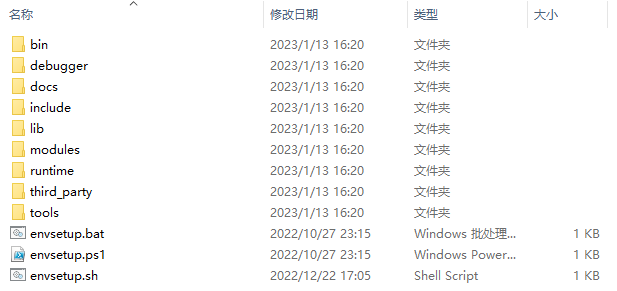 名称 修改日期 类型 大小
bin 2023/1/13 16:20 文件夹
debugger 2023/1/13 16:20 文件夹
docs 2023/1/13 16:20 文件夹
include 2023/1/13 16:20 文件夹
lib 2023/1/13 16:20 文件夹
modules 2023/1/13 16:20 文件夹
runtime 2023/1/13 16:20 文件夹
third_party 2023/1/13 16:20 文件夹
tools 2023/1/13 16:20 文件夹
envsetup.bat 2022/10/27 23:15 Windows 批处理... 1 KB
envsetup.ps1 2022/10/27 23:15 Windows Power... 1 KB
envsetup.sh 2022/12/22 17:05 Shell Script 1 KB